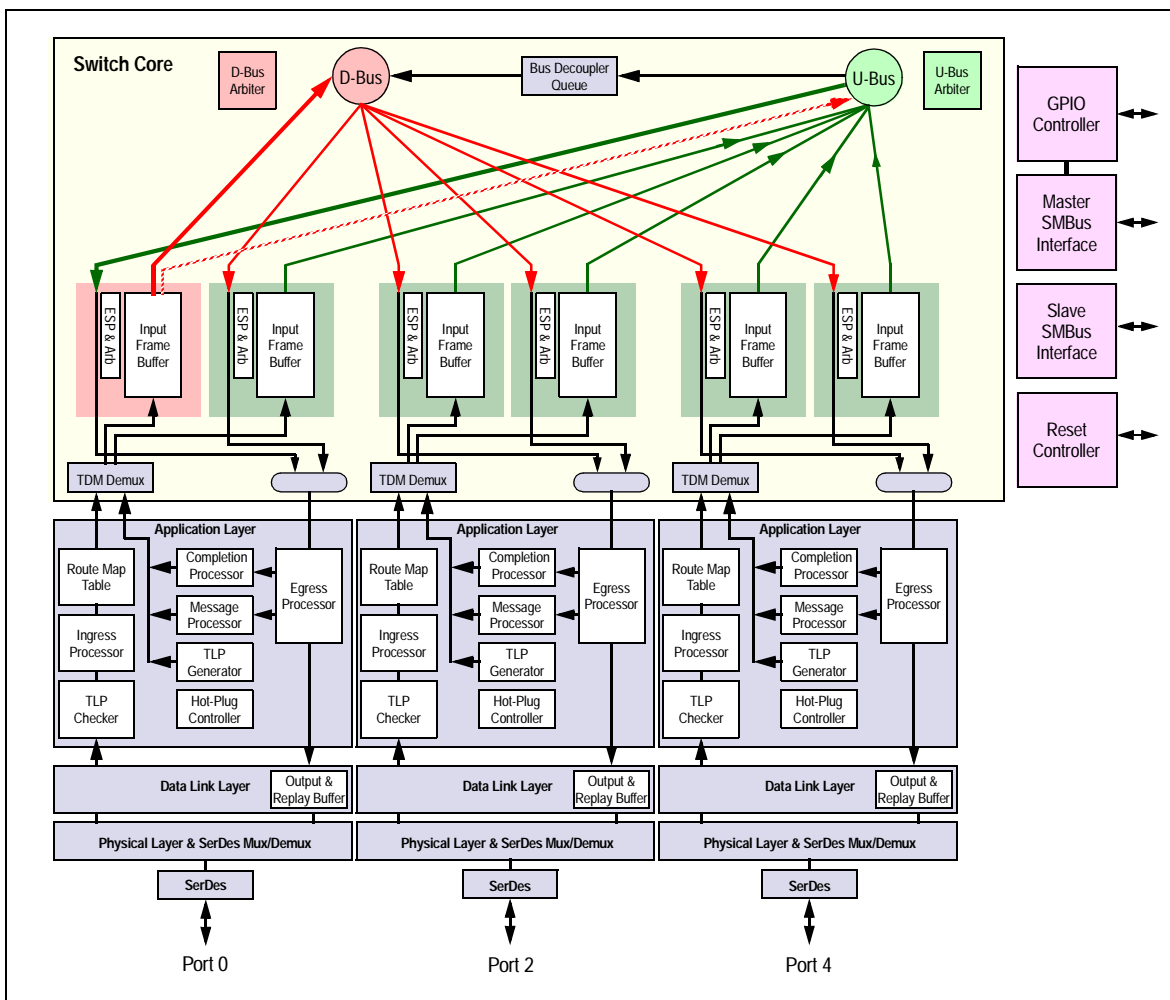 Switch Core
D-Bus
Arbiter
D-Bus
Bus Decoupler
Queue
U-Bus
U-Bus
Arbiter
GPIO
Controller
Master
SMBus
Interface
Slave
SMBus
Interface
Reset
Controller
ESP & Arb
Input
Frame
Buffer
ESP & Arb
Input
Frame
Buffer
ESP & Arb
Input
Frame
Buffer
ESP & Arb
Input
Frame
Buffer
ESP & Arb
Input
Frame
Buffer
ESP & Arb
Input
Frame
Buffer
TDM Demux
TDM Demux
TDM Demux
Application Layer
Route Map
Table
Ingress
Processor
TLP
Checker
Completion
Processor
Message
Processor
TLP
Generator
Hot-Plug
Controller
Egress
Processor
Application Layer
Route Map
Table
Ingress
Processor
TLP
Checker
Completion
Processor
Message
Processor
TLP
Generator
Hot-Plug
Controller
Egress
Processor
Application Layer
Route Map
Table
Ingress
Processor
TLP
Checker
Completion
Processor
Message
Processor
TLP
Generator
Hot-Plug
Controller
Egress
Processor
Data Link Layer
Output &
Replay Buffer
Data Link Layer
Output &
Replay Buffer
Data Link Layer
Output &
Replay Buffer
Physical Layer & SerDes Mux/Demux
Physical Layer & SerDes Mux/Demux
Physical Layer & SerDes Mux/Demux
SerDes
SerDes
SerDes
Port 0
Port 2
Port 4